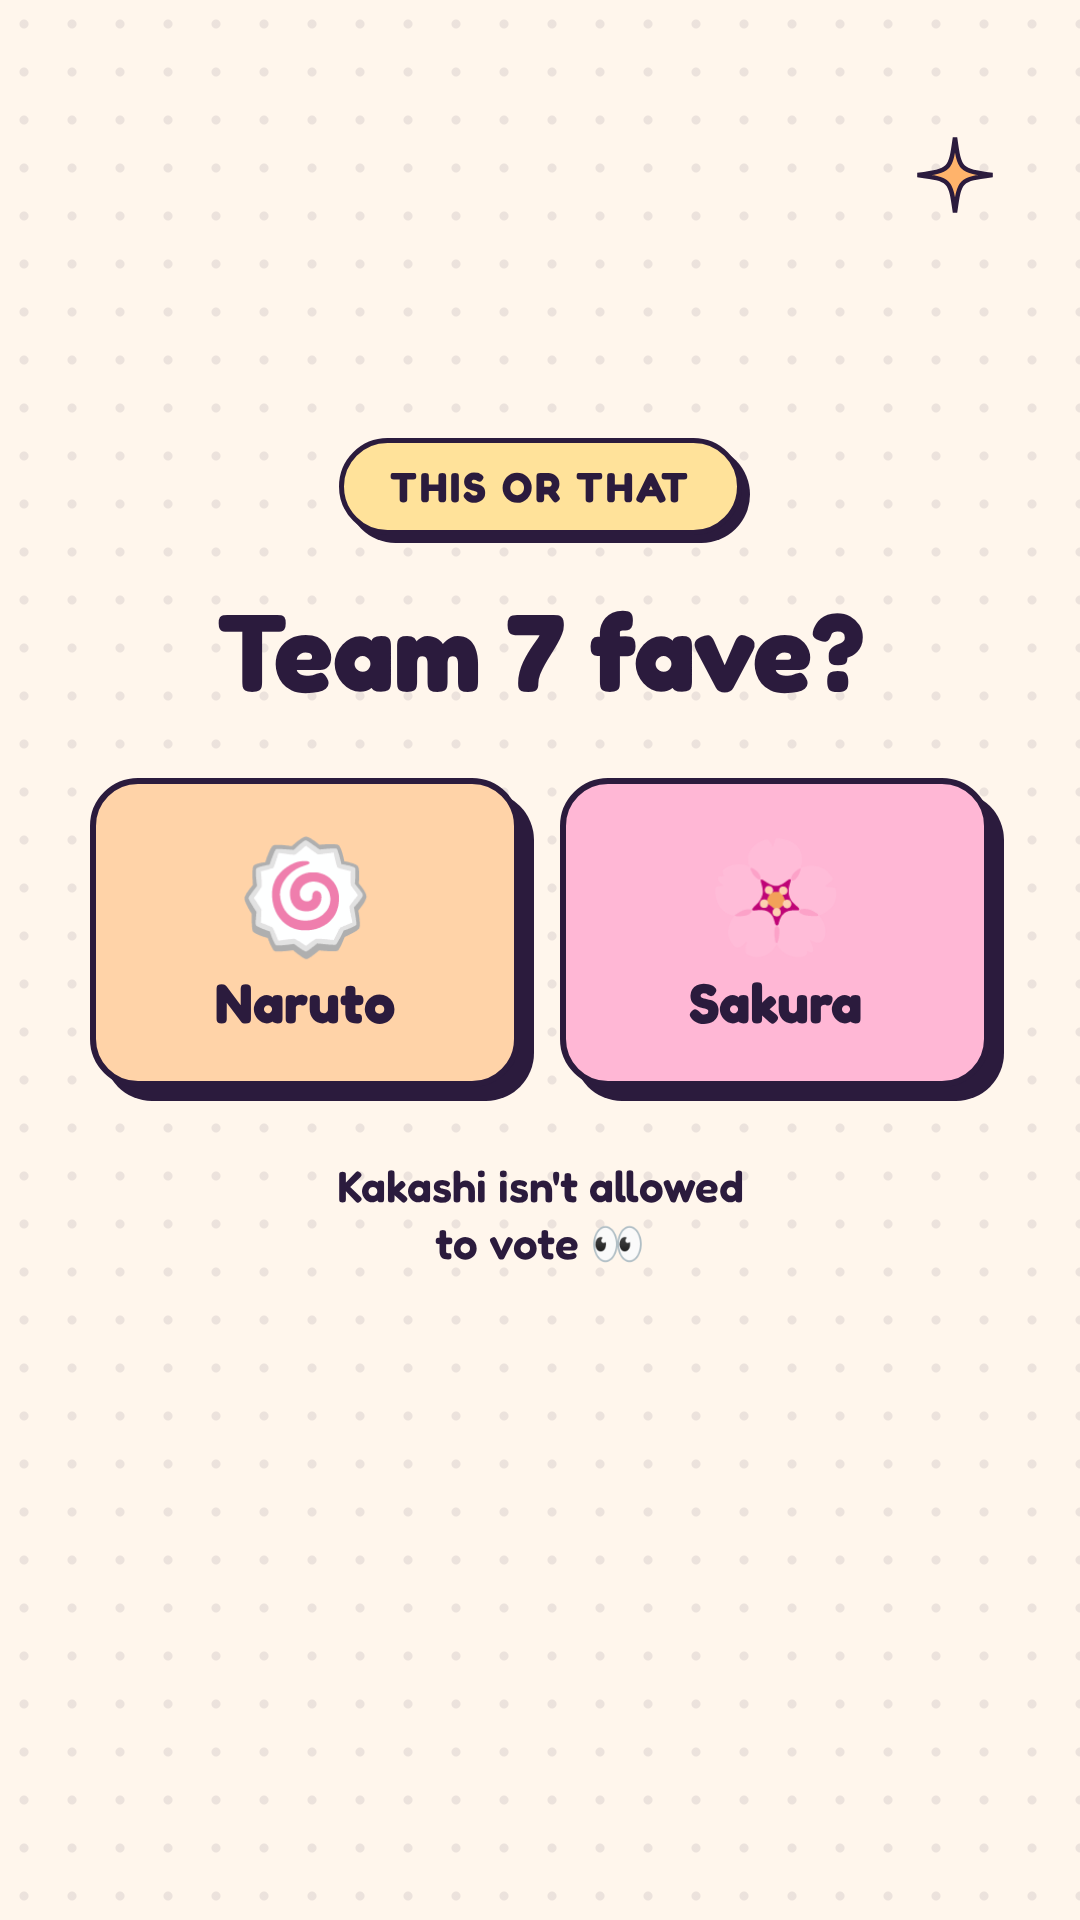 THIS OR THAT
Team 7 fave?
Naruto
Sakura
Kakashi isn't allowed
to vote 👀